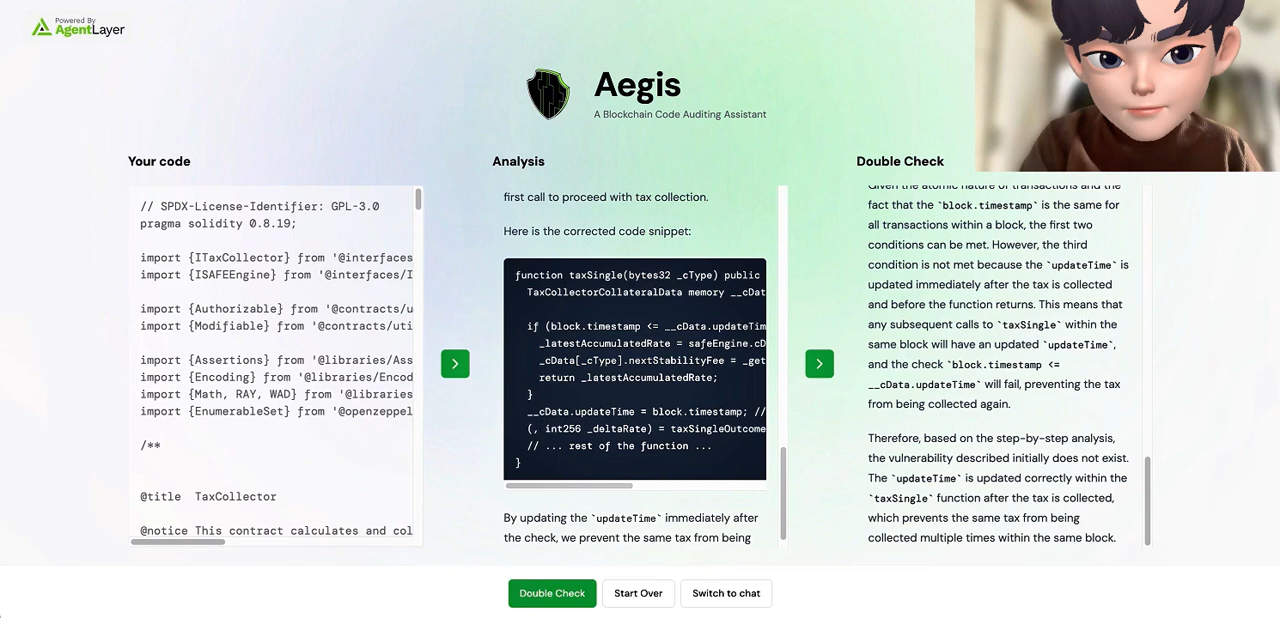 Powered By
AgentLayer
Aegis
A Blockchain Code Auditing Assistant
Your code
// SPDX-License-Identifier: GPL-3.0
pragma solidity 0.8.19;
import {ITaxCollector} from '@interfaces
import {ISAFEEngine} from '@interfaces/I
import {Authorizable} from '@contracts/u
import {Modifiable} from '@contracts/uti
import {Assertions} from '@libraries/Ass
import {Encoding} from '@libraries/Encod
import {Math, RAY, WAD} from '@libraries
import {EnumerableSet} from '@openzeppel
/**
@title  TaxCollector
@notice This contract calculates and col
Analysis
first call to proceed with tax collection.
Here is the corrected code snippet:
function taxSingle(bytes32 _cType) public
TaxCollectorCollateralData memory __cDat
if (block.timestamp <= __cData.updateTim
_latestAccumulatedRate = safeEngine.cD
_cData[_cType].nextStabilityFee = _get
return _latestAccumulatedRate;
}
__cData.updateTime = block.timestamp; //
(, int256 _deltaRate) = taxSingleOutcome
// ... rest of the function ...
}
By updating the `updateTime` immediately after
the check, we prevent the same tax from being
Double Check
Given the atomic nature of transactions and the
fact that the `block.timestamp` is the same for
all transactions within a block, the first two
conditions can be met. However, the third
condition is not met because the `updateTime` is
updated immediately after the tax is collected
and before the function returns. This means that
any subsequent calls to `taxSingle` within the
same block will have an updated `updateTime`,
and the check `block.timestamp <=
__cData.updateTime` will fail, preventing the tax
from being collected again.
Therefore, based on the step-by-step analysis,
the vulnerability described initially does not exist.
The `updateTime` is updated correctly within the
`taxSingle` function after the tax is collected,
which prevents the same tax from being
collected multiple times within the same block.
Double Check
Start Over
Switch to chat